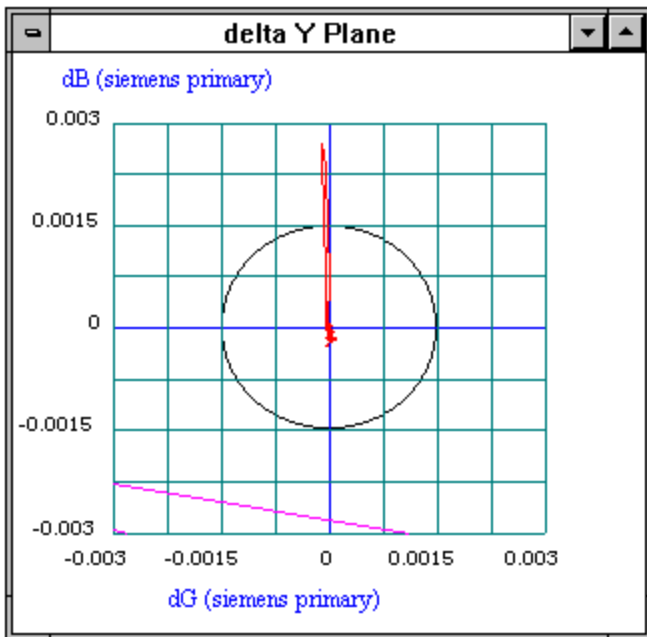 delta Y Plane
dB (siemens primary)
0.003
0.0015
0
-0.0015
-0.003
-0.003 -0.0015 0 0.0015 0.003
dG (siemens primary)